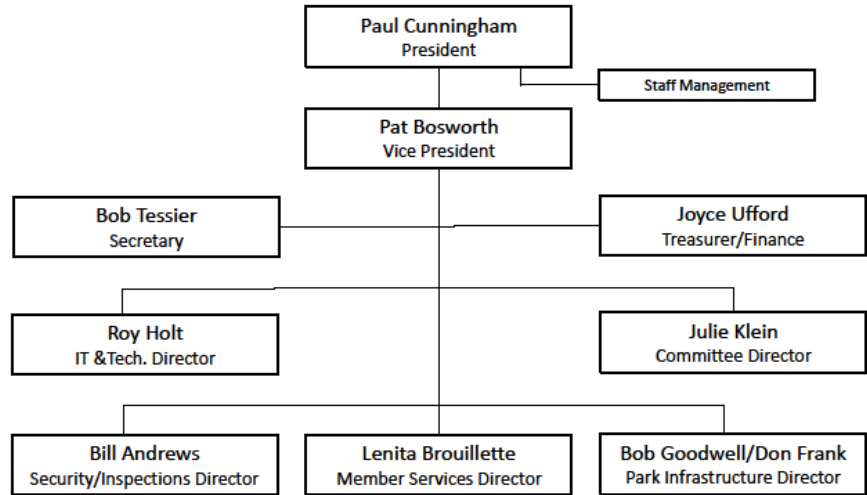 Paul Cunningham
President
Staff Management
Pat Bosworth
Vice President
Bob Tessier
Secretary
Joyce Ufford
Treasurer/Finance
Roy Holt
IT &Tech. Director
Julie Klein
Committee Director
Bill Andrews
Security/Inspections Director
Lenita Brouillette
Member Services Director
Bob Goodwell/Don Frank
Park Infrastructure Director